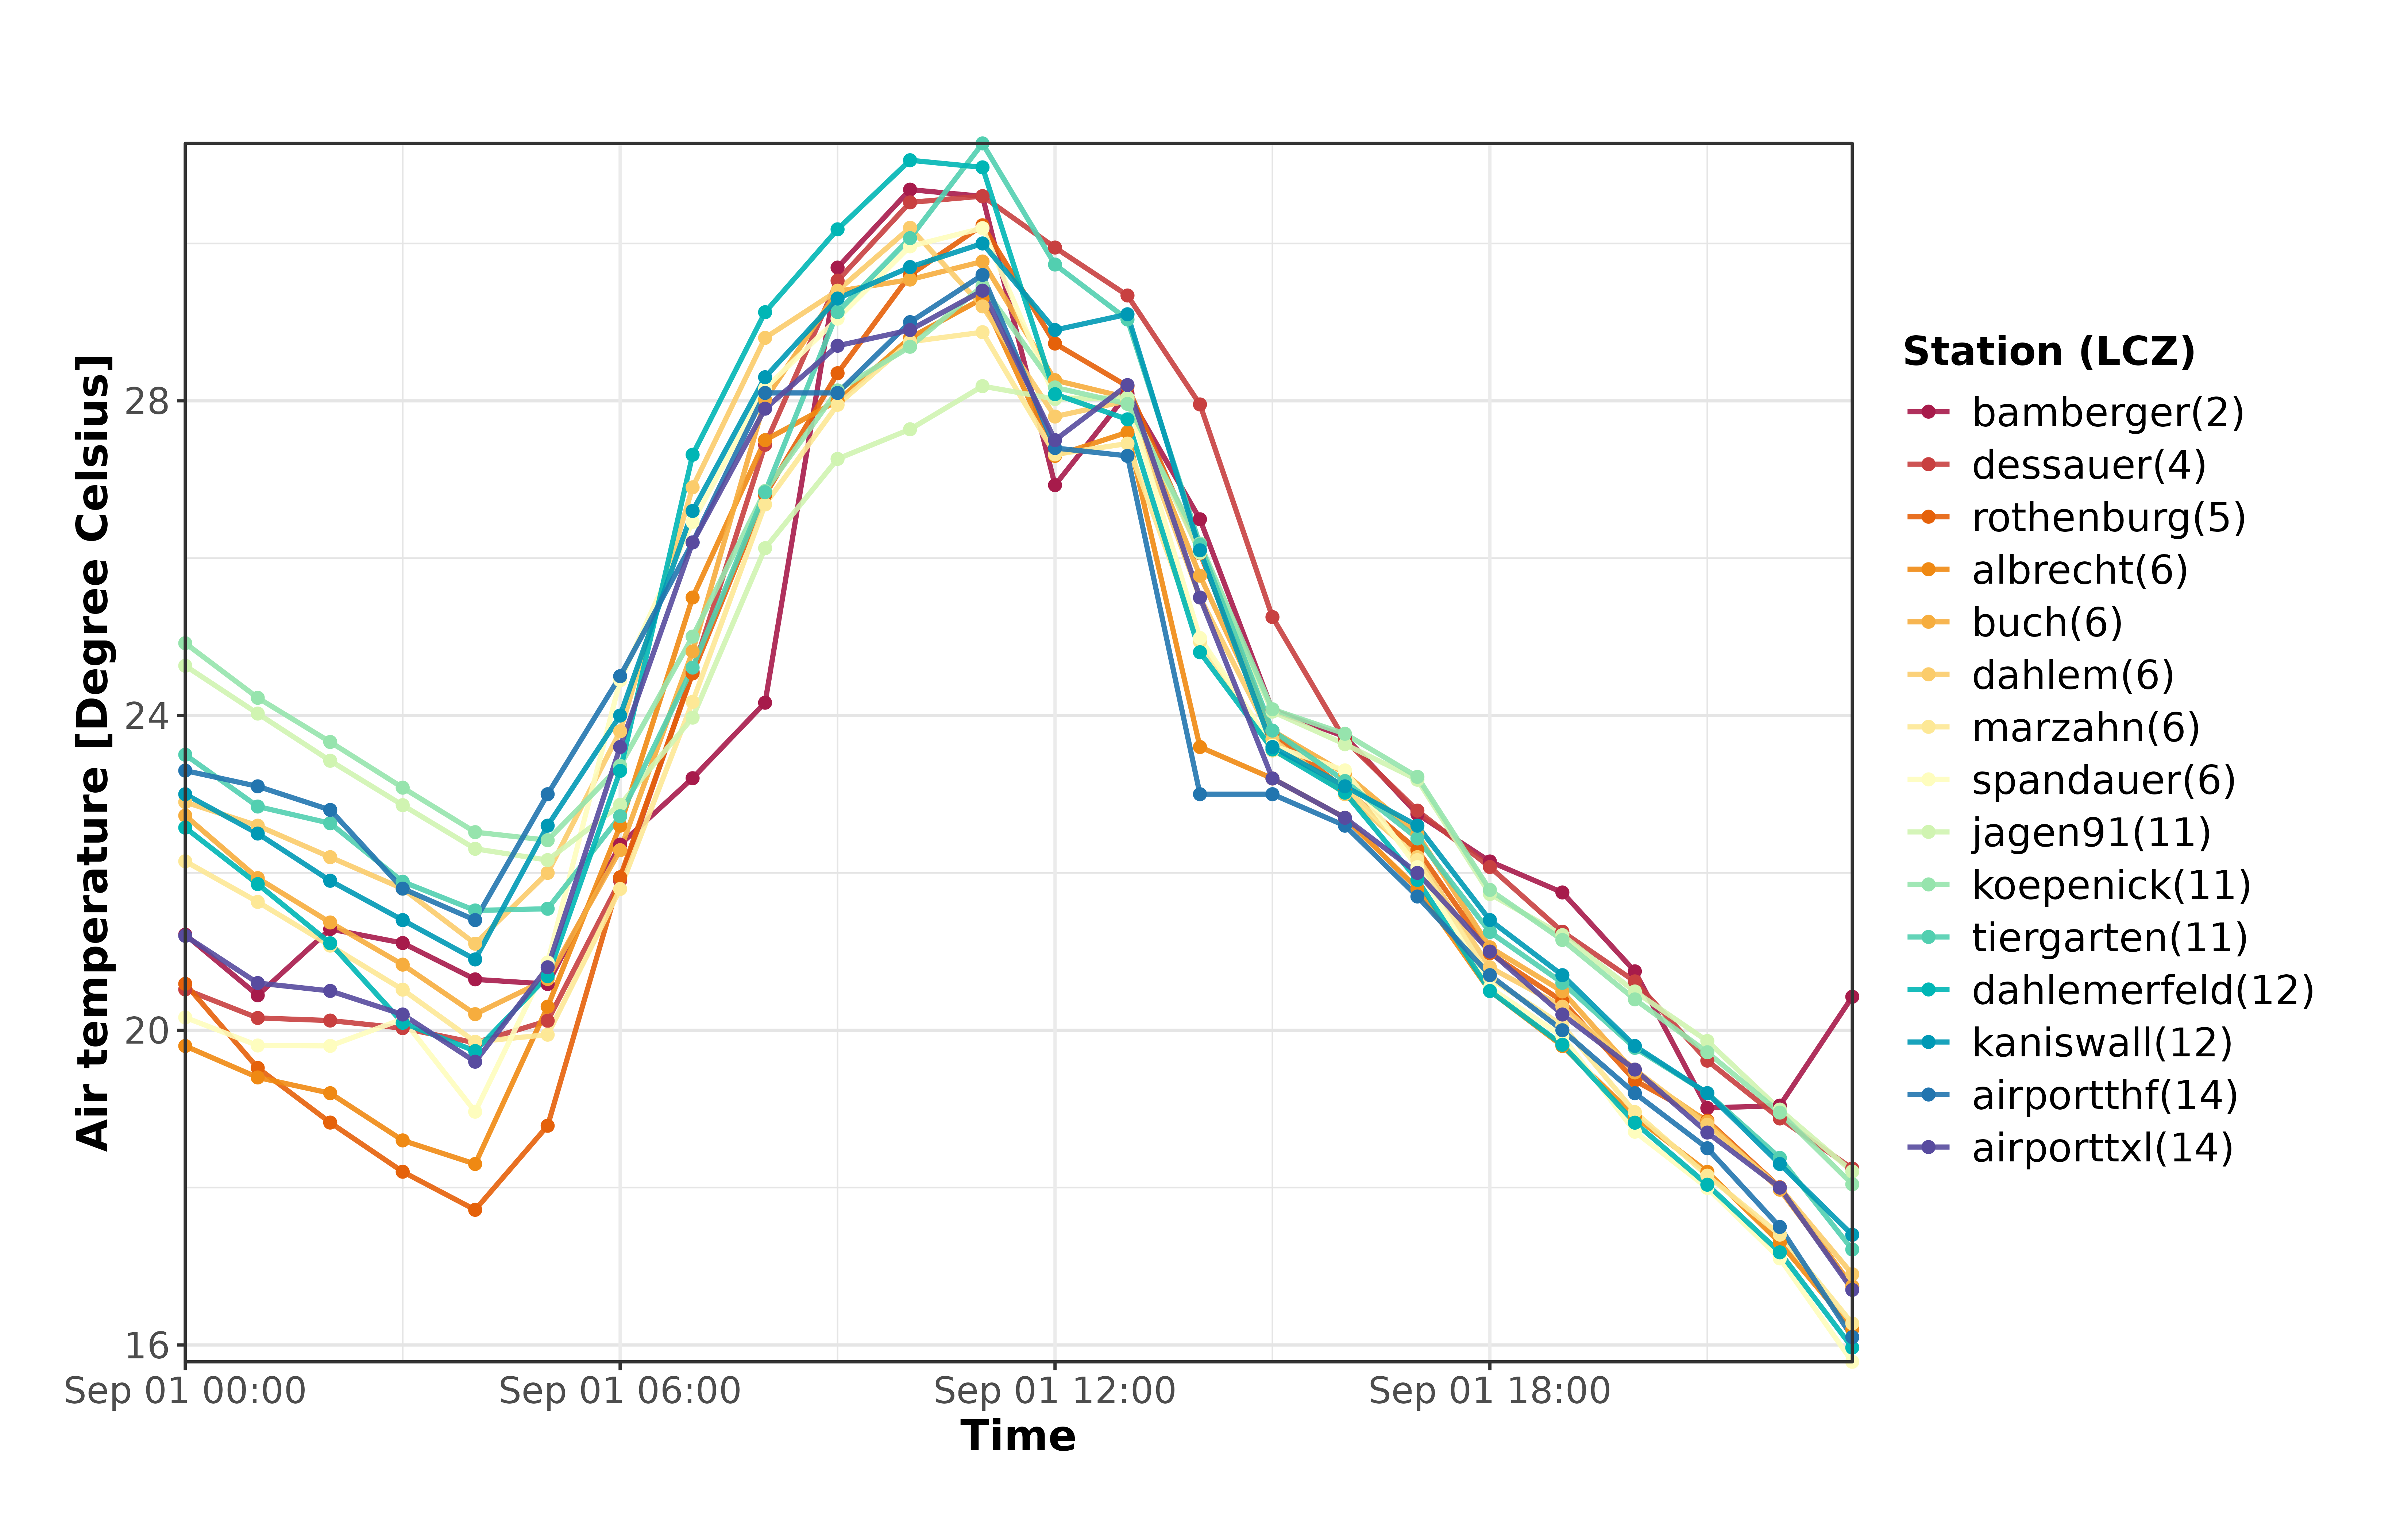 Air temperature [Degree Celsius]
28
24
20
16
Sep 01 00:00
Sep 01 06:00
Sep 01 12:00
Sep 01 18:00
Time
Station (LCZ)
bamberger(2)
dessauer(4)
rothenburg(5)
albrecht(6)
buch(6)
dahlem(6)
marzahn(6)
spandauer(6)
jagen91(11)
koepenick(11)
tiergarten(11)
dahlemerfeld(12)
kaniswall(12)
airportthf(14)
airporttxl(14)